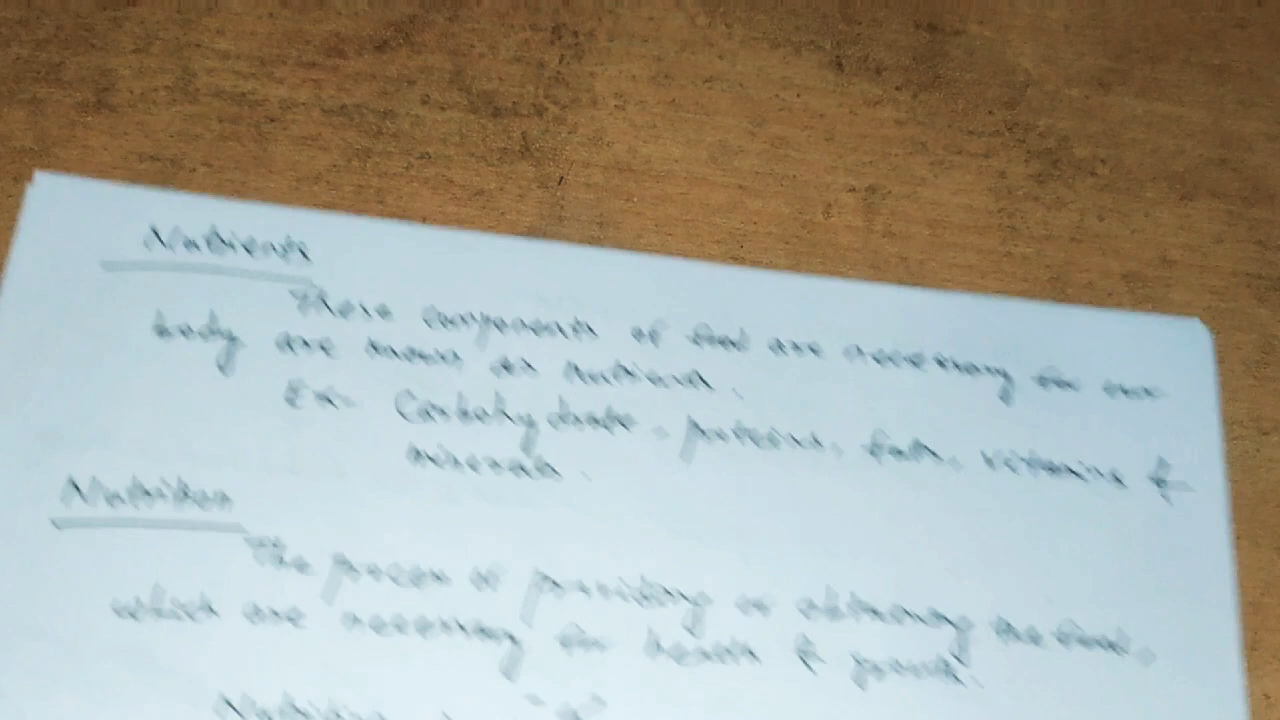 Nutrients
These components of food are necessary for our
body are known as nutrients.
Ex- Carbohydrate, proteins, fats, vitamins &
minerals.
Nutrition
The process of providing or obtaining the food,
which are necessary for health & growth.